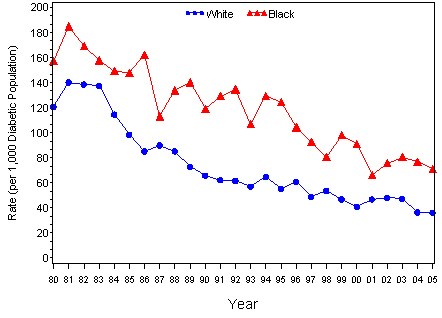 White Black
Rate (per 1,000 Diabetic Population)
200
180
160
140
120
100
80
60
40
20
0
80 81 82 83 84 85 86 87 88 89 90 91 92 93 94 95 96 97 98 99 00 01 02 03 04 05
Year